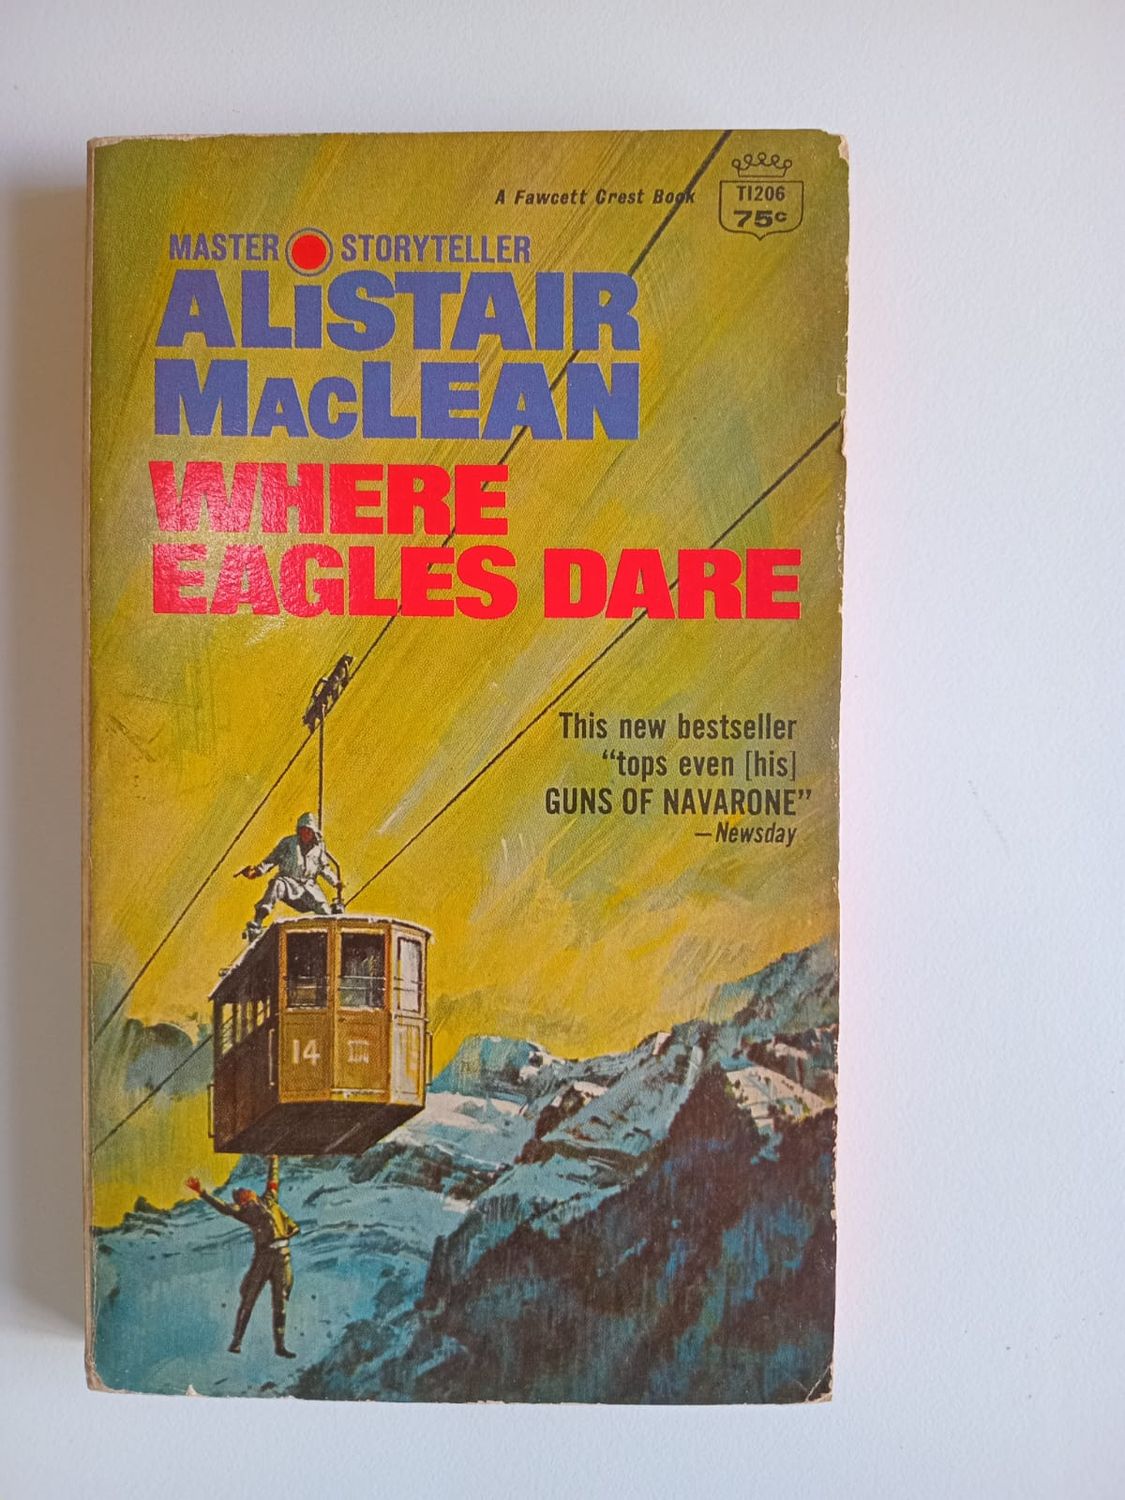 A Fawcett Crest Book
T1206
75c
MASTER STORYTELLER
ALiSTAIR
MACLEAN
WHERE
EAGLES DARE
This new bestseller
“tops even [his]
GUNS OF NAVARONE”
—Newsday
14